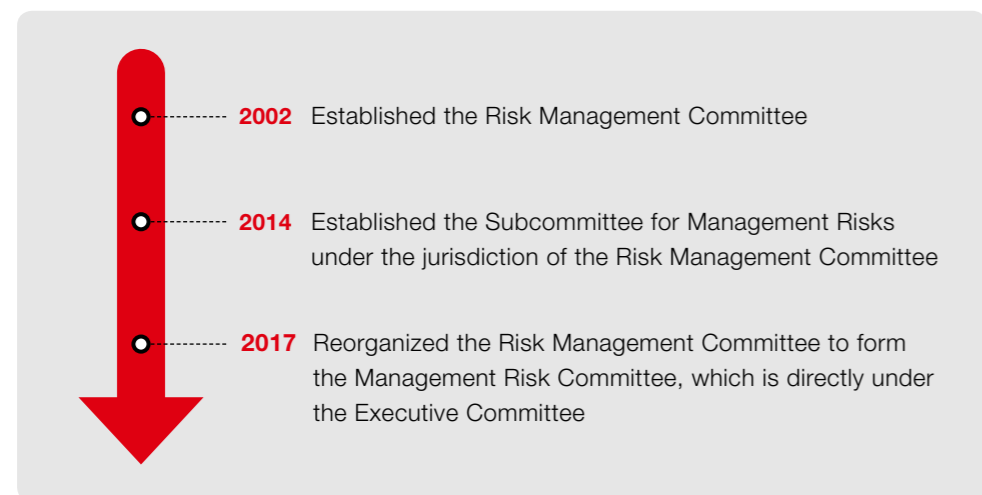 2002 Established the Risk Management Committee
2014 Established the Subcommittee for Management Risks
under the jurisdiction of the Risk Management Committee
2017 Reorganized the Risk Management Committee to form
the Management Risk Committee, which is directly under
the Executive Committee